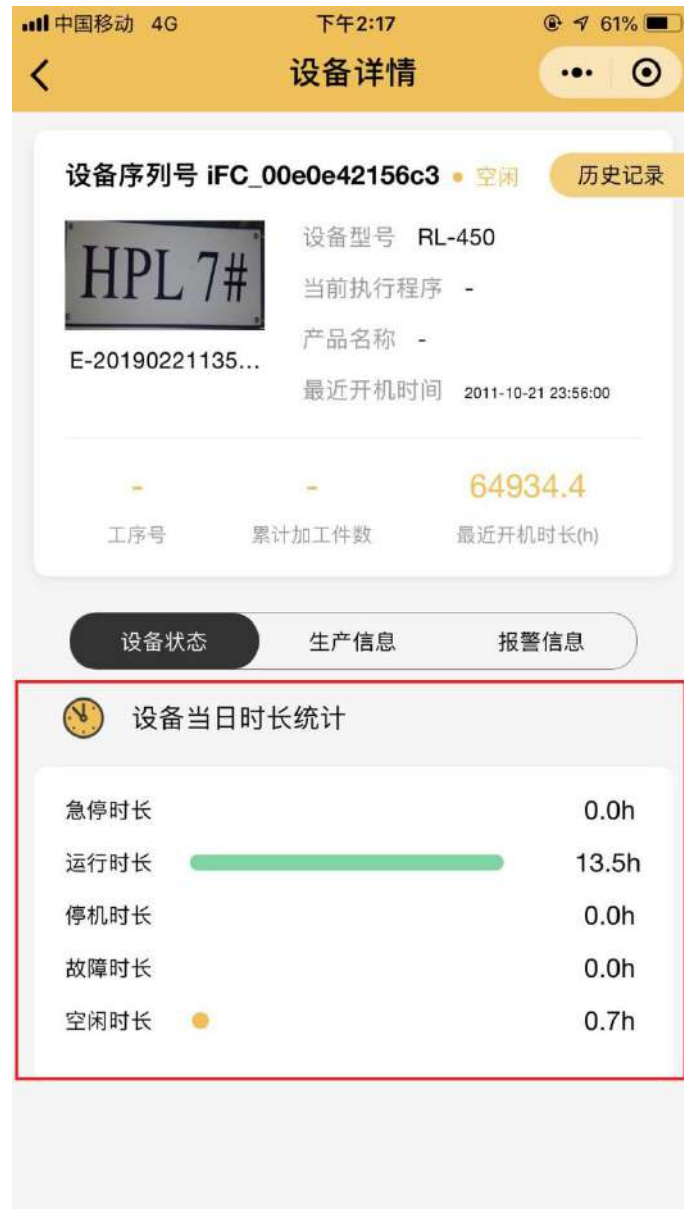 中国移动 4G 下午2:17 61%
设备详情
设备序列号 iFC_00e0e42156c3 空闲 历史记录
HPL 7#
E-20190221135...
设备型号 RL-450
当前执行程序 -
产品名称 -
最近开机时间 2011-10-21 23:56:00
- - 64934.4
工序号 累计加工件数 最近开机时长(h)
设备状态 生产信息 报警信息
设备当日时长统计
急停时长 0.0h
运行时长 13.5h
停机时长 0.0h
故障时长 0.0h
空闲时长 0.7h